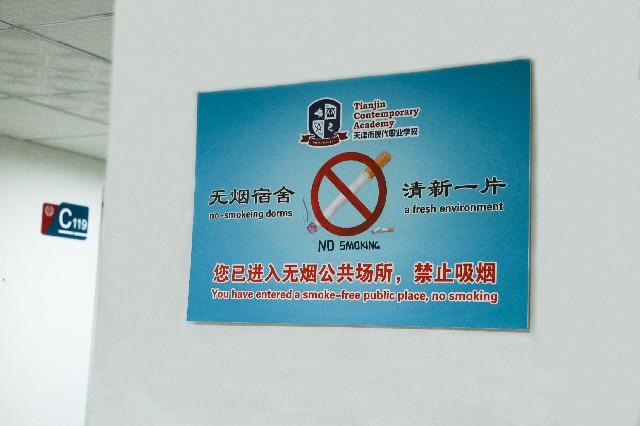 C119
Tianjin
Contemporary
Academy
天津市现代职业学校
无烟宿舍
no-smokeing dorms
清新一片
a fresh environment
NO SMOKING
您已进入无烟公共场所，禁止吸烟
You have entered a smoke-free public place, no smoking